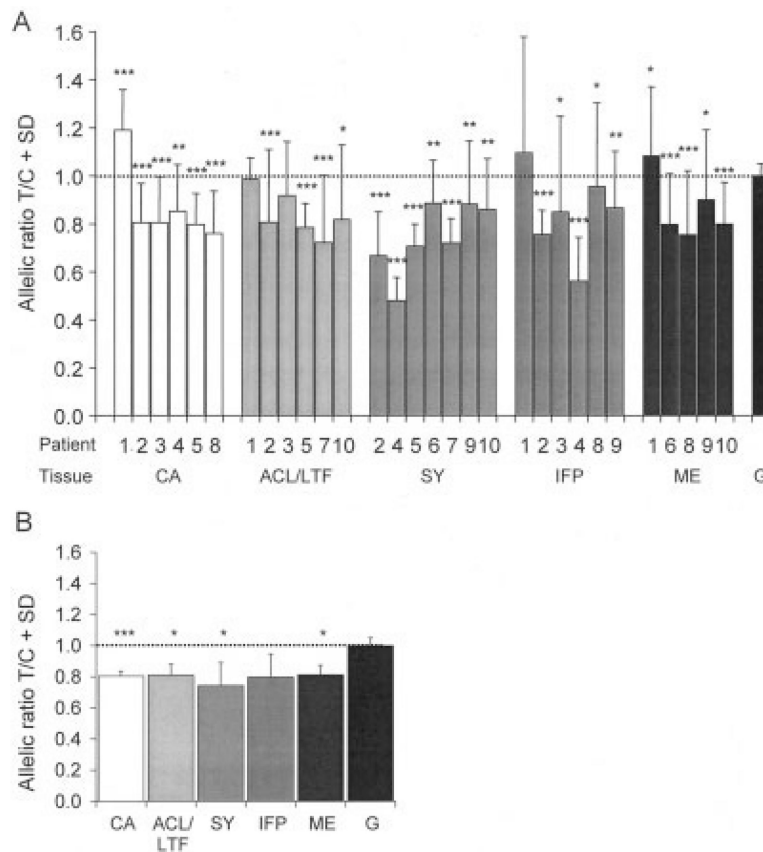 A
Allelic ratio T/C + SD
1.6
1.4
1.2
1.0
0.8
0.6
0.4
0.2
0.0
*** *** *** ** *** ***
*** *** *** *
*** *** *** ** *** ** **
*** * *** * **
* *** *** * ***
Patient 1 2 3 4 5 8 1 2 3 5 7 10 2 4 5 6 7 9 10 1 2 3 4 8 9 1 6 8 9 10
Tissue CA ACL/LTF SY IFP ME G
B
Allelic ratio T/C + SD
1.6
1.4
1.2
1.0
0.8
0.6
0.4
0.2
0.0
*** * * *
CA ACL/ SY IFP ME G
LTF